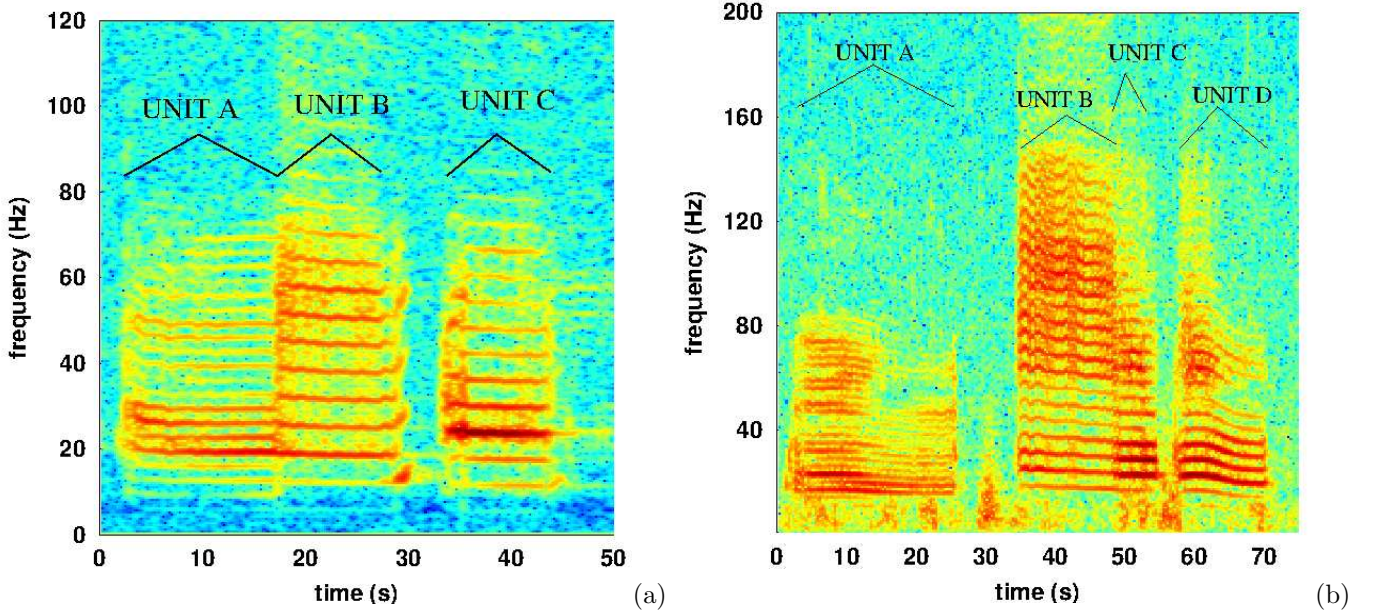 120
100
80
60
40
20
0
frequency (Hz)
UNIT A
UNIT B
UNIT C
0 10 20 30 40 50
time (s)
(a)
200
160
120
80
40
frequency (Hz)
UNIT A
UNIT C
UNIT B
UNIT D
0 10 20 30 40 50 60 70
time (s)
(b)